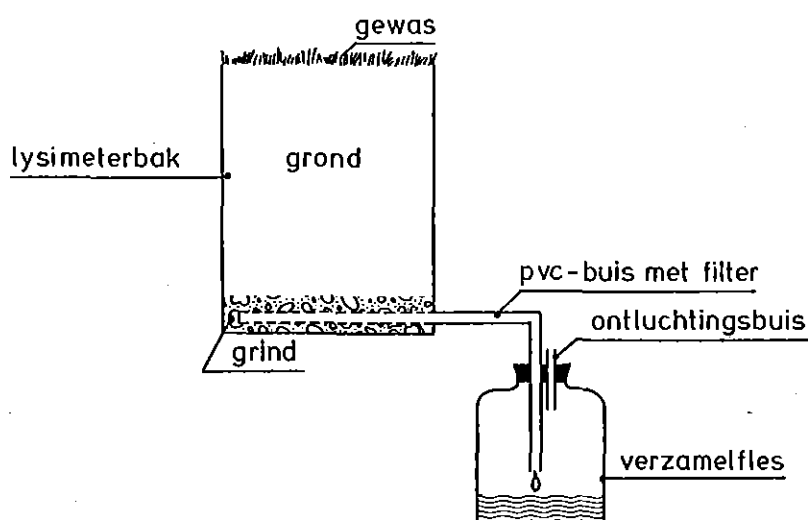 gewas
lysimeterbak
grond
pvc-buis met filter
ontluchtingsbuis
grind
verzamelfles